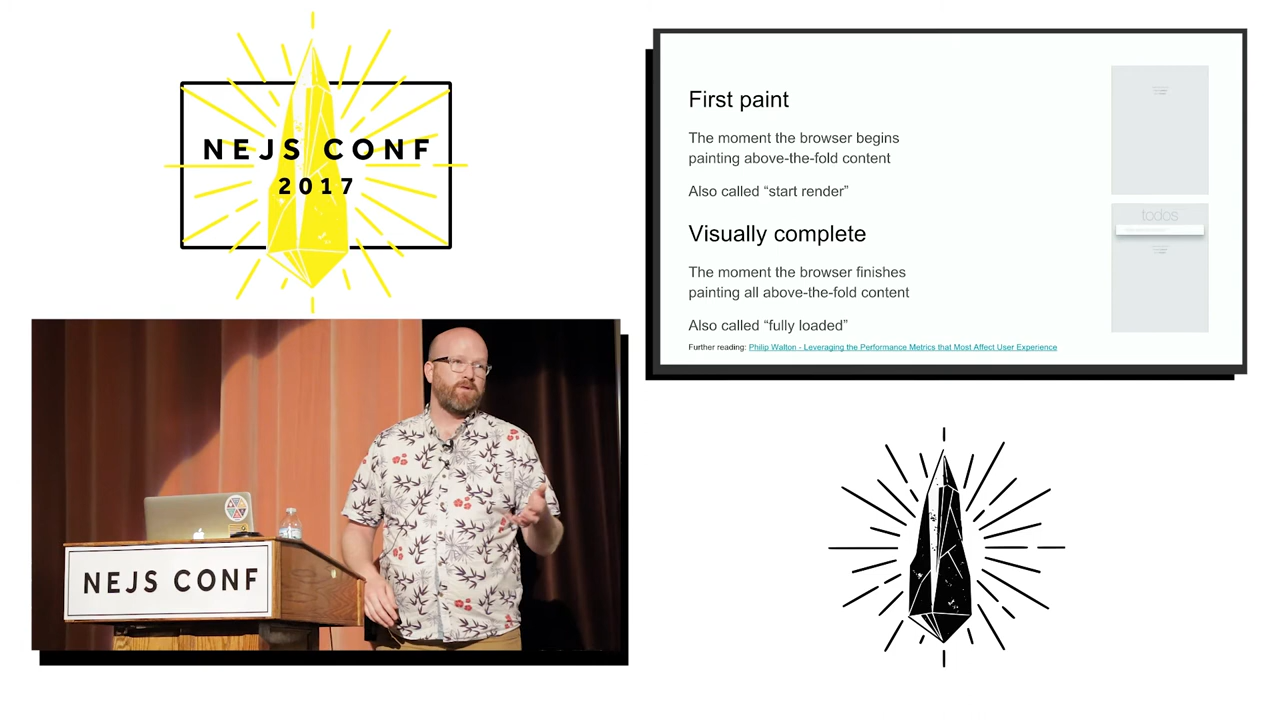 NEJS CONF
2017
First paint
The moment the browser begins
painting above-the-fold content
Also called “start render”
Visually complete
The moment the browser finishes
painting all above-the-fold content
Also called “fully loaded”
Further reading: Philip Walton - Leveraging the Performance Metrics that Most Affect User Experience
todos
NEJS CONF